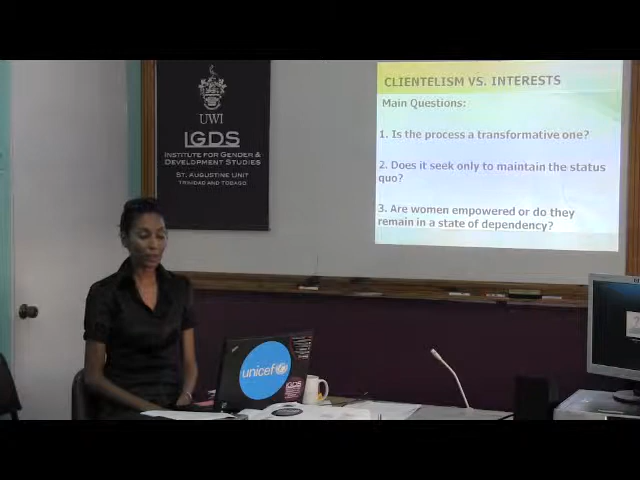 UWI
IGDS
INSTITUTE FOR GENDER &
DEVELOPMENT STUDIES
ST. AUGUSTINE UNIT
TRINIDAD AND TOBAGO
CLIENTELISM VS. INTERESTS
Main Questions:
1. Is the process a transformative one?
2. Does it seek only to maintain the status
quo?
3. Are women empowered or do they
remain in a state of dependency?
unicef
IGDS